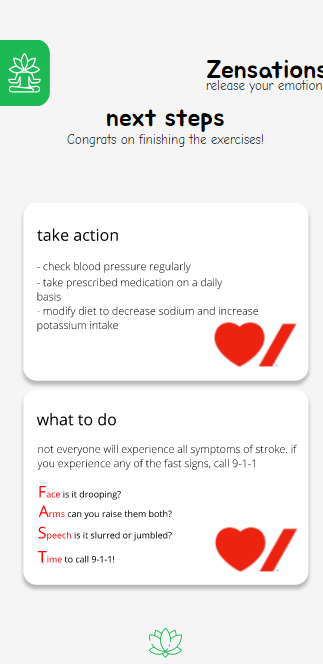 Zensations
release your emotion
next steps
Congrats on finishing the exercises!
take action
- check blood pressure regularly
- take prescribed medication on a daily
basis
- modify diet to decrease sodium and increase
potassium intake
what to do
not everyone will experience all symptoms of stroke. if
you experience any of the fast signs, call 9-1-1
Face is it drooping?
Arms can you raise them both?
Speech is it slurred or jumbled?
Time to call 9-1-1!